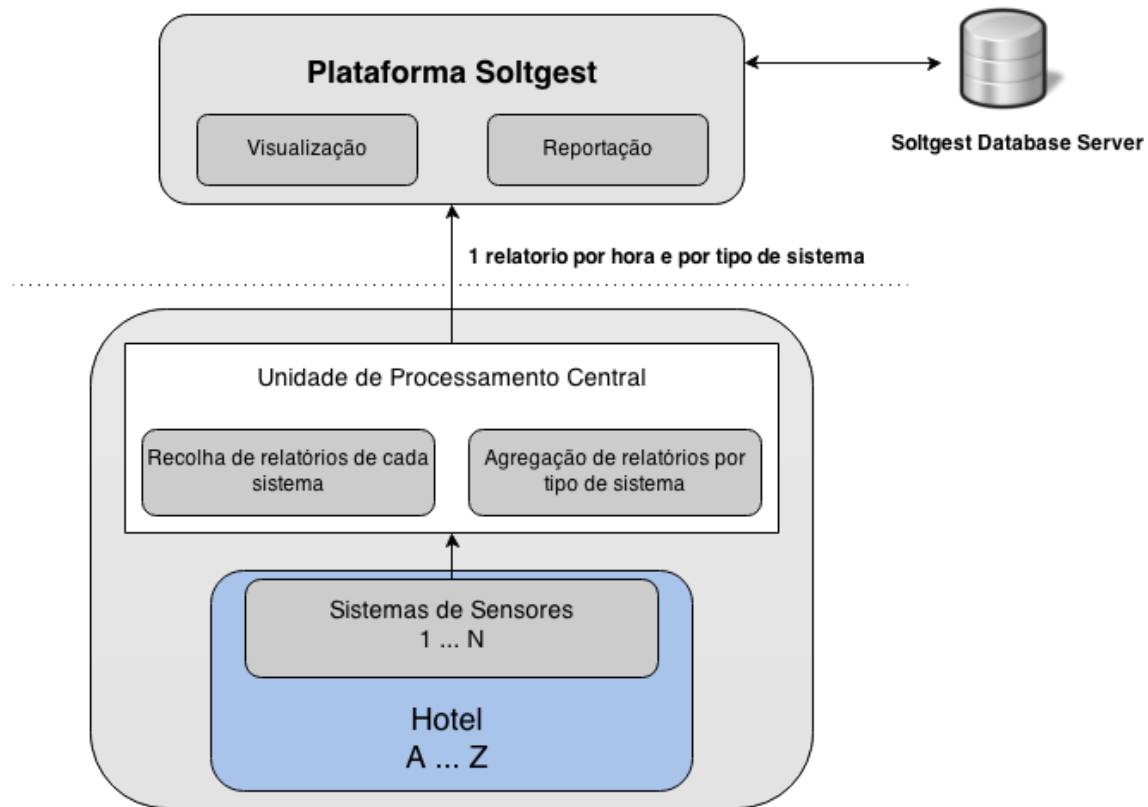 Plataforma Soltgest
Visualização
Reportação
Soltgest Database Server
1 relatorio por hora e por tipo de sistema
Unidade de Processamento Central
Recolha de relatórios de cada
sistema
Agregação de relatórios por
tipo de sistema
Sistemas de Sensores
1 ... N
Hotel
A ... Z